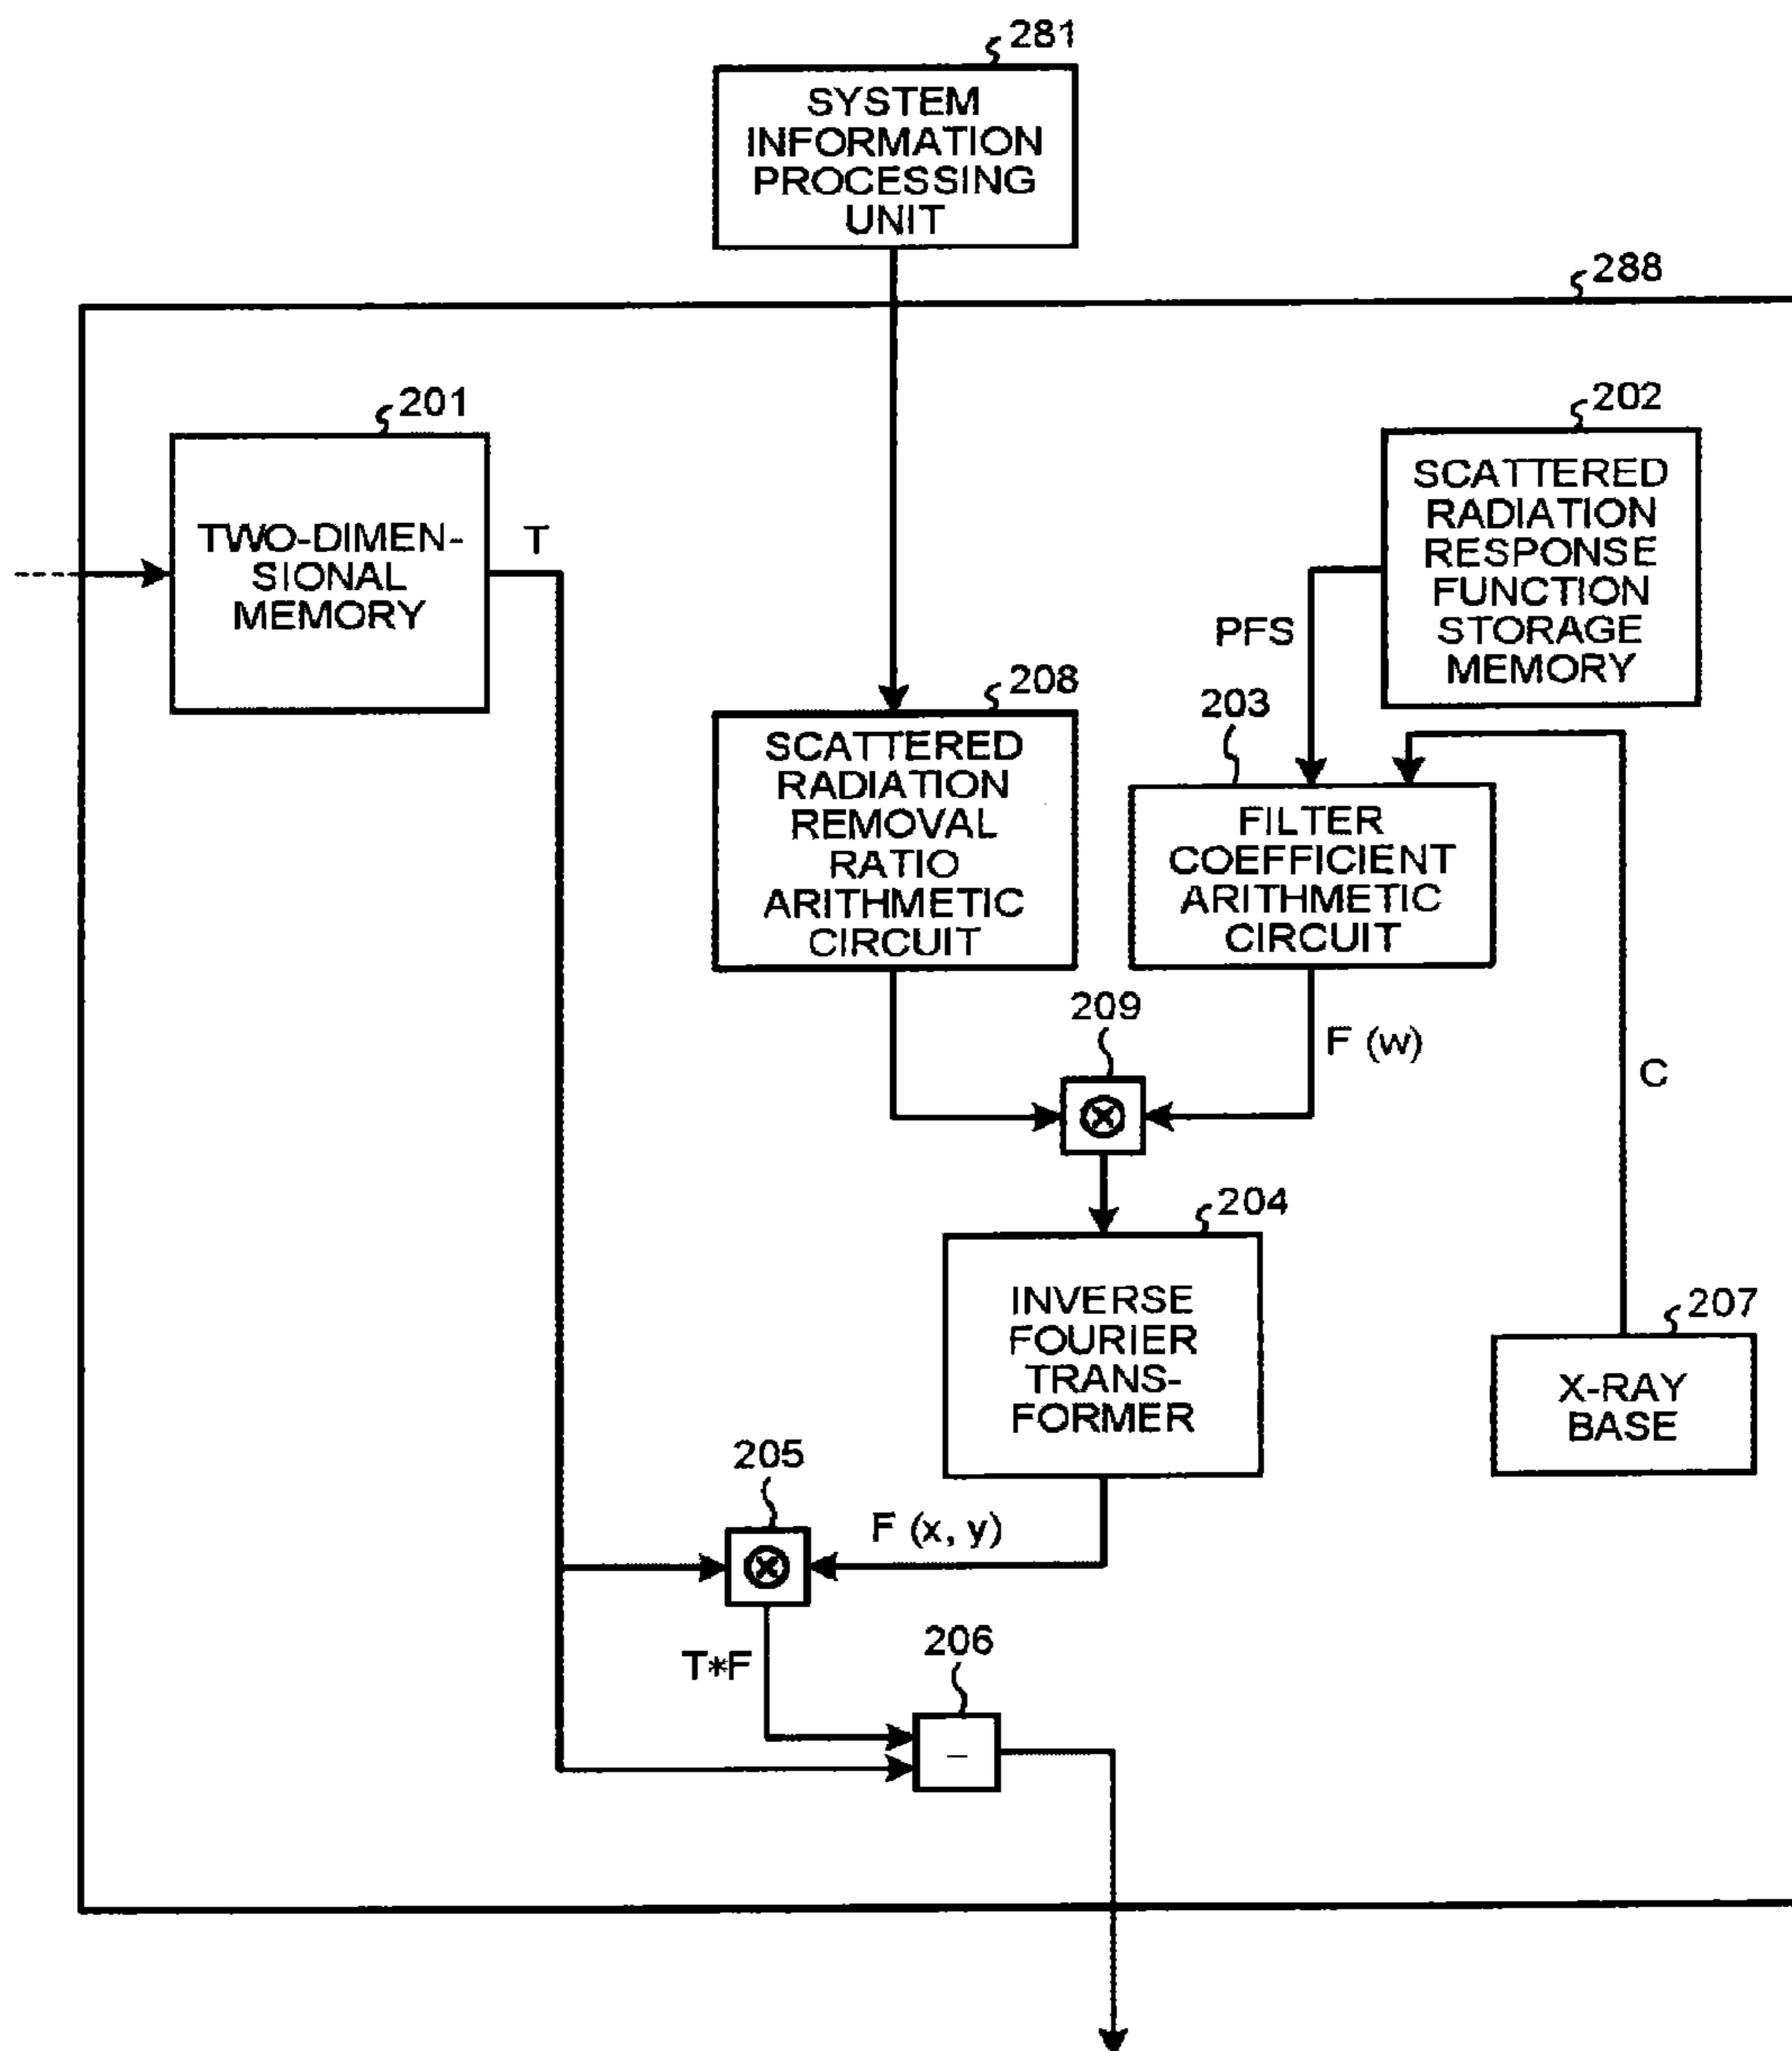 281
SYSTEM
INFORMATION
PROCESSING
UNIT
288
201
TWO-DIMEN-
SIONAL
MEMORY
T
202
SCATTERED
RADIATION
RESPONSE
FUNCTION
STORAGE
MEMORY
PFS
208
SCATTERED
RADIATION
REMOVAL
RATIO
ARITHMETIC
CIRCUIT
203
FILTER
COEFFICIENT
ARITHMETIC
CIRCUIT
209
F (w)
C
204
INVERSE
FOURIER
TRANS-
FORMER
207
X-RAY
BASE
205
F (x, y)
T*F
206
−